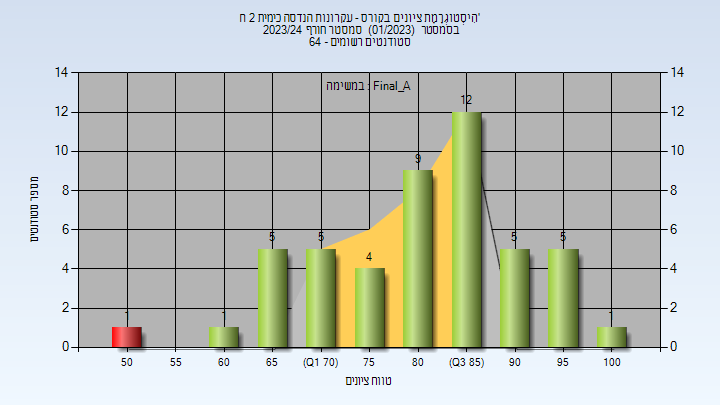 הִיסְטוֹגְרָמַת ציונים בקורס - עקרונות הנדסה כימית 2 ח'
בסמסטר (01/2023) סמסטר חורף 2023/24
סטודנטים רשומים - 64
במשימה : Final_A
14 14
12 12
10 10
8 8
6 6
4 4
2 2
0 0
מספר סטודנטים
1 1 5 5 4 9 12 5 5 1
50 55 60 65 (Q1 70) 75 80 (Q3 85) 90 95 100
טווח ציונים